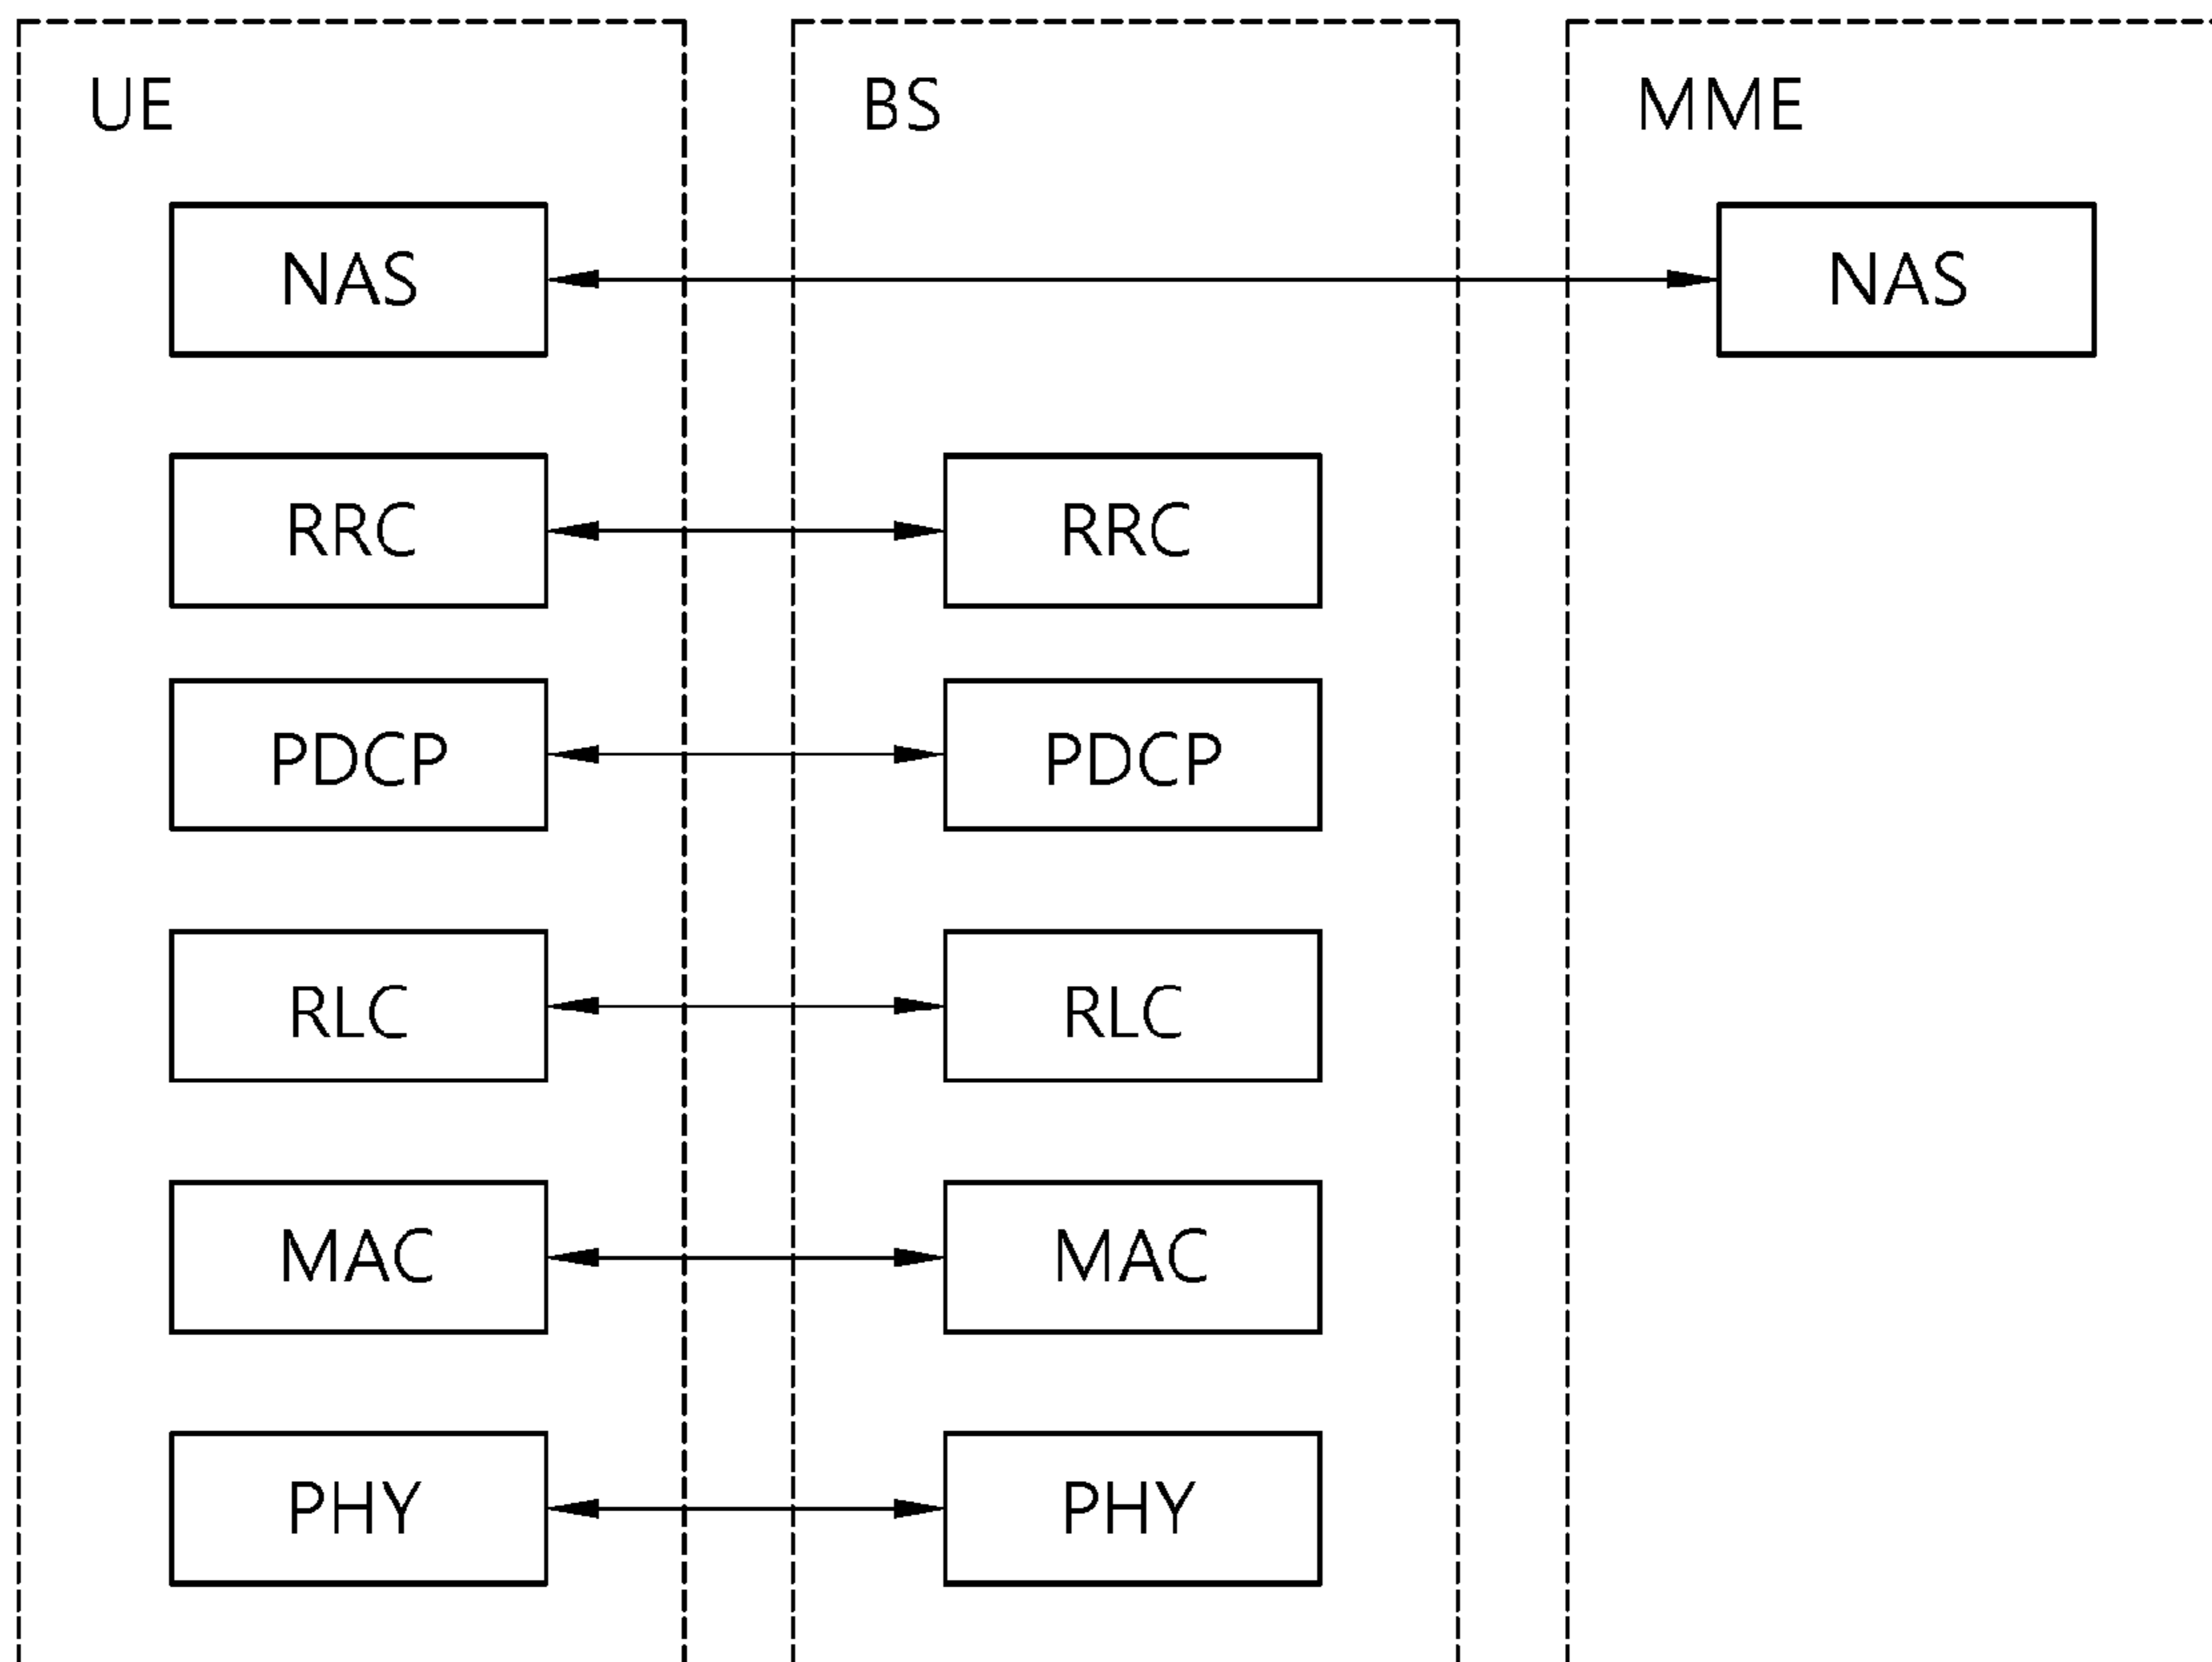 UE BS MME
NAS NAS
RRC RRC
PDCP PDCP
RLC RLC
MAC MAC
PHY PHY